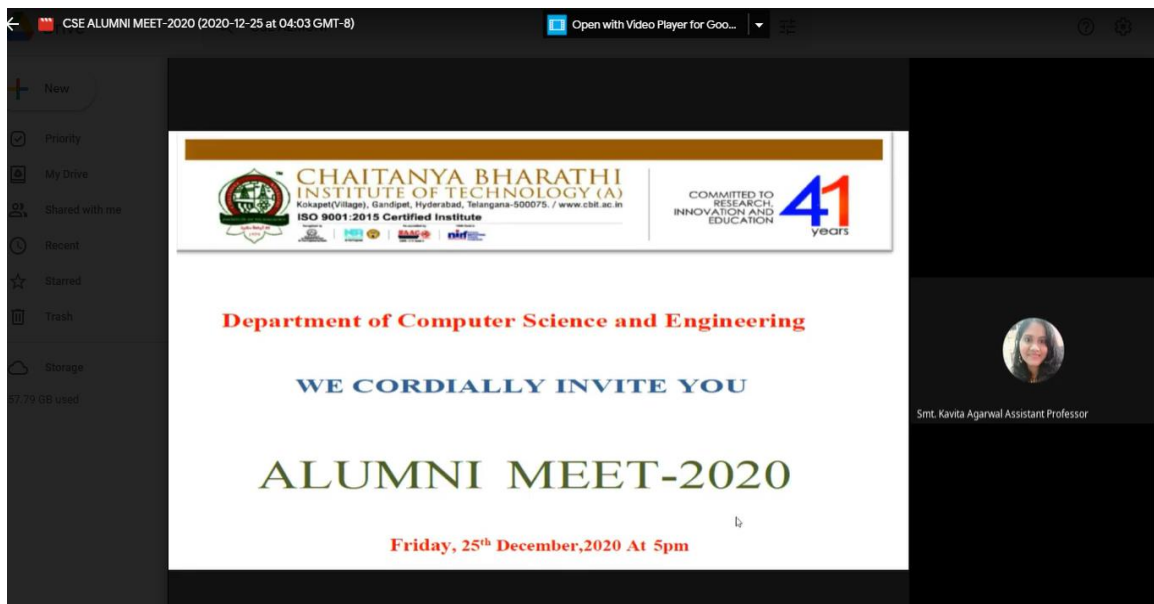 CSE ALUMNI MEET-2020 (2020-12-25 at 04:03 GMT-8)
Open with Video Player for Goo...
New
Priority
My Drive
Shared with me
Recent
Starred
Trash
Storage
57.79 GB used
CHAITANYA BHARATHI
INSTITUTE OF TECHNOLOGY (A)
Kokapet(Village), Gandipet, Hyderabad, Telangana-500075. / www.cbit.ac.in
ISO 9001:2015 Certified Institute
nirf
COMMITTED TO
RESEARCH,
INNOVATION AND
EDUCATION
41
years
Department of Computer Science and Engineering
WE CORDIALLY INVITE YOU
ALUMNI MEET-2020
Friday, 25th December,2020 At 5pm
Smt. Kavita Agarwal Assistant Professor